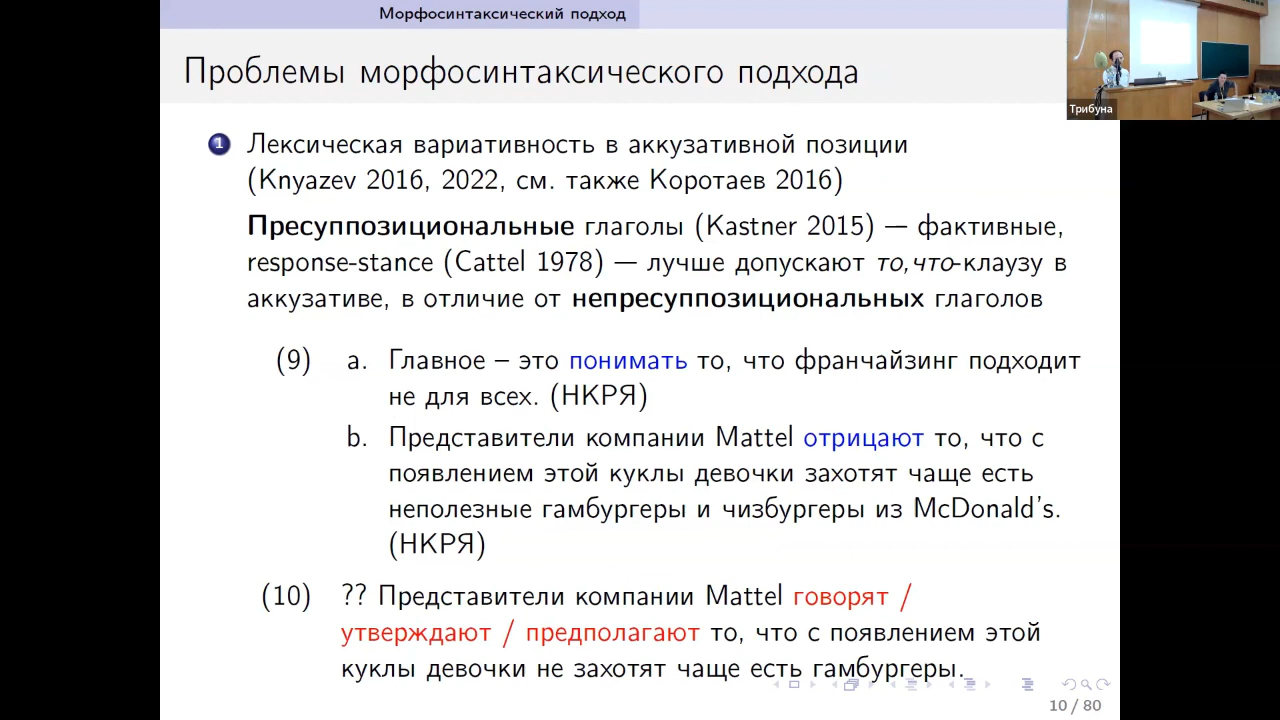 Морфосинтаксический подход
Проблемы морфосинтаксического подхода
Трибуна
1 Лексическая вариативность в аккузативной позиции
(Knyazev 2016, 2022, см. также Коротаев 2016)
Пресуппозициональные глаголы (Kastner 2015) — фактивные,
response-stance (Cattel 1978) — лучше допускают то,что-клаузу в
аккузативе, в отличие от непресуппозициональных глаголов
(9) a. Главное – это понимать то, что франчайзинг подходит
не для всех. (НКРЯ)
b. Представители компании Mattel отрицают то, что с
появлением этой куклы девочки захотят чаще есть
неполезные гамбургеры и чизбургеры из McDonald's.
(НКРЯ)
(10) ?? Представители компании Mattel говорят /
утверждают / предполагают то, что с появлением этой
куклы девочки не захотят чаще есть гамбургеры.
10 / 80